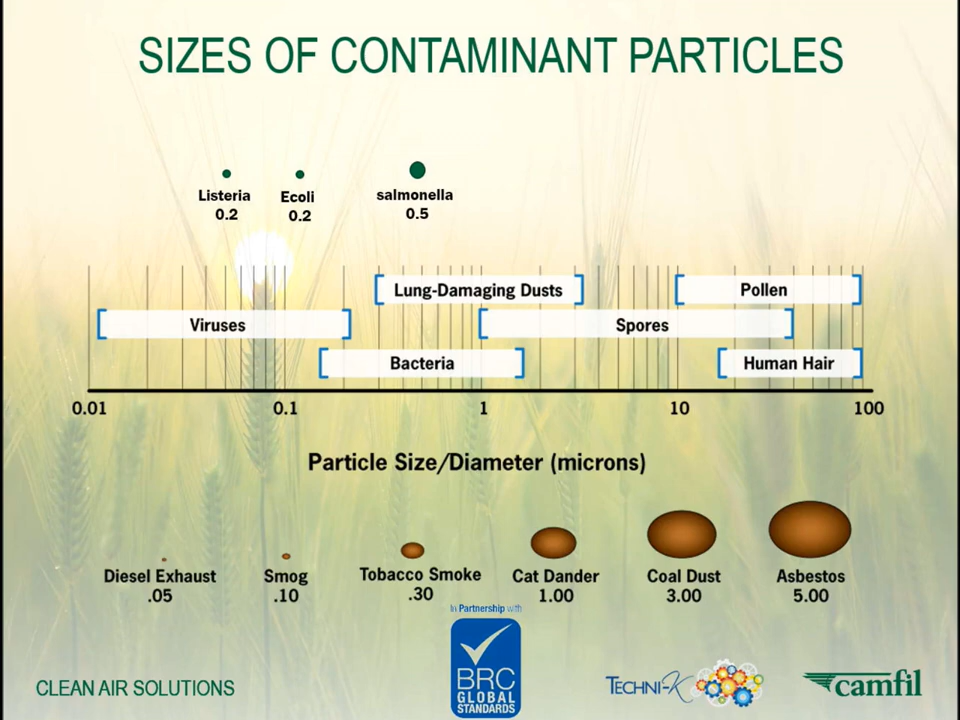 SIZES OF CONTAMINANT PARTICLES
Listeria
0.2
Ecoli
0.2
salmonella
0.5
Lung-Damaging Dusts
Pollen
Viruses
Spores
Bacteria
Human Hair
0.01 0.1 1 10 100
Particle Size/Diameter (microns)
Diesel Exhaust
.05
Smog
.10
Tobacco Smoke
.30
Cat Dander
1.00
Coal Dust
3.00
Asbestos
5.00
In Partnership with
BRC
GLOBAL
STANDARDS
CLEAN AIR SOLUTIONS
TECHNI-K
camfil